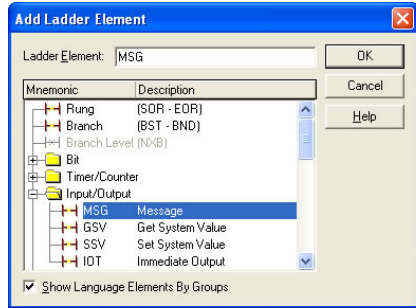 Add Ladder Element
Ladder Element: MSG
OK
Mnemonic Description
Cancel
Rung (SOR - EOR)
Branch (BST - BND)
Help
Branch Level (NXB)
Bit
Timer/Counter
Input/Output
MSG Message
GSV Get System Value
SSV Set System Value
IOT Immediate Output
Show Language Elements By Groups